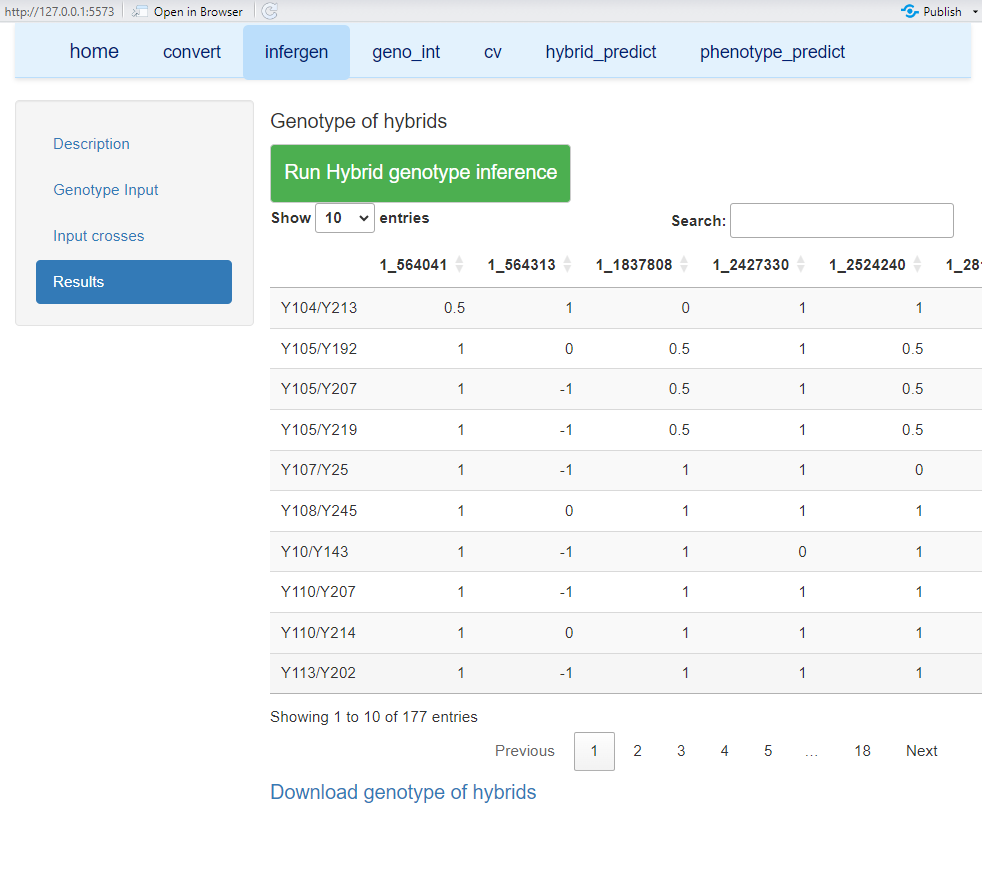 http://127.0.0.1:5573 Open in Browser Publish
home convert infergen geno_int cv hybrid_predict phenotype_predict
Description
Genotype Input
Input crosses
Results
Genotype of hybrids
Run Hybrid genotype inference
Show 10 entries Search:
1_564041 1_564313 1_1837808 1_2427330 1_2524240 1_28
Y104/Y213 0.5 1 0 1 1
Y105/Y192 1 0 0.5 1 0.5
Y105/Y207 1 -1 0.5 1 0.5
Y105/Y219 1 -1 0.5 1 0.5
Y107/Y25 1 -1 1 1 0
Y108/Y245 1 0 1 1 1
Y10/Y143 1 -1 1 0 1
Y110/Y207 1 -1 1 1 1
Y110/Y214 1 0 1 1 1
Y113/Y202 1 -1 1 1 1
Showing 1 to 10 of 177 entries
Previous 1 2 3 4 5 … 18 Next
Download genotype of hybrids